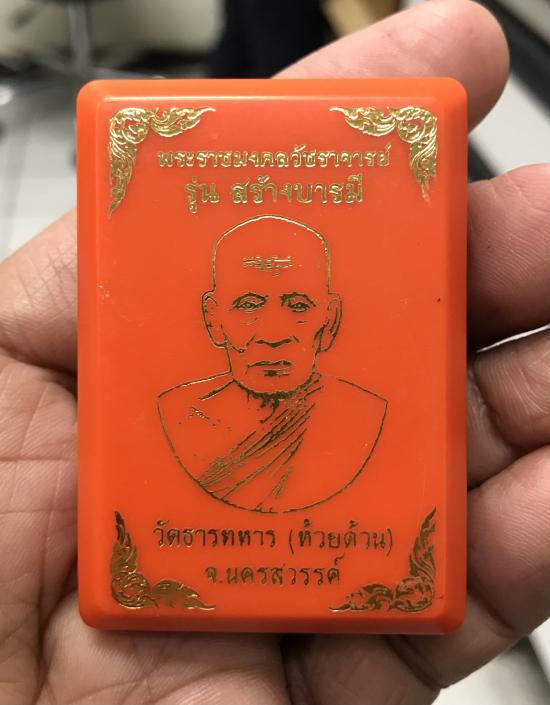 พระราชมงคลวัชราจารย์
รุ่น สร้างบารมี
วัดธารทหาร (ห้วยด้วน)
จ.นครสวรรค์